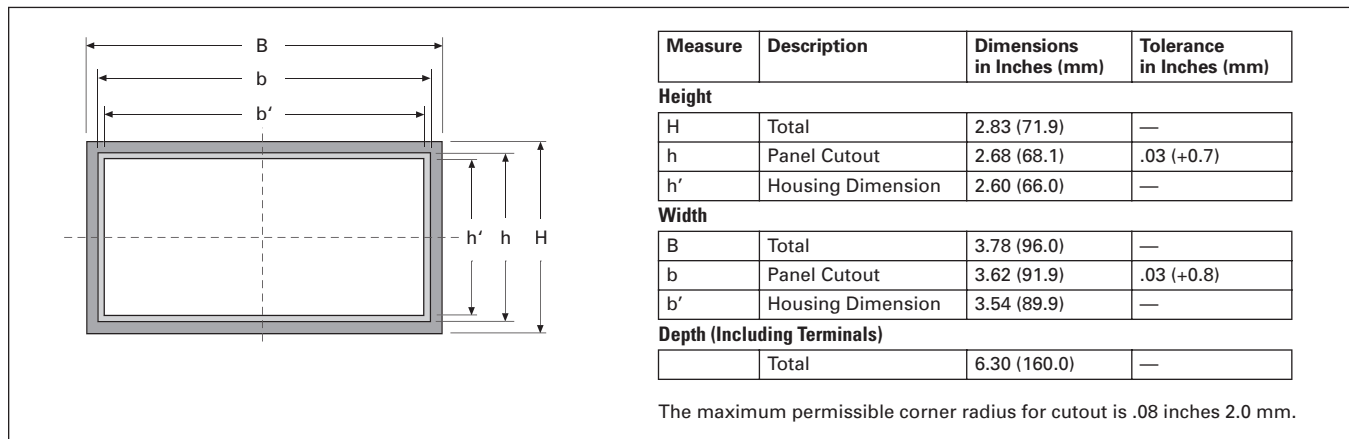 B
b
b‘
h‘ h H
Measure Description Dimensions in Inches (mm) Tolerance in Inches (mm)
Height
H Total 2.83 (71.9) —
h Panel Cutout 2.68 (68.1) .03 (+0.7)
h’ Housing Dimension 2.60 (66.0) —
Width
B Total 3.78 (96.0) —
b Panel Cutout 3.62 (91.9) .03 (+0.8)
b’ Housing Dimension 3.54 (89.9) —
Depth (Including Terminals)
Total 6.30 (160.0) —
The maximum permissible corner radius for cutout is .08 inches 2.0 mm.